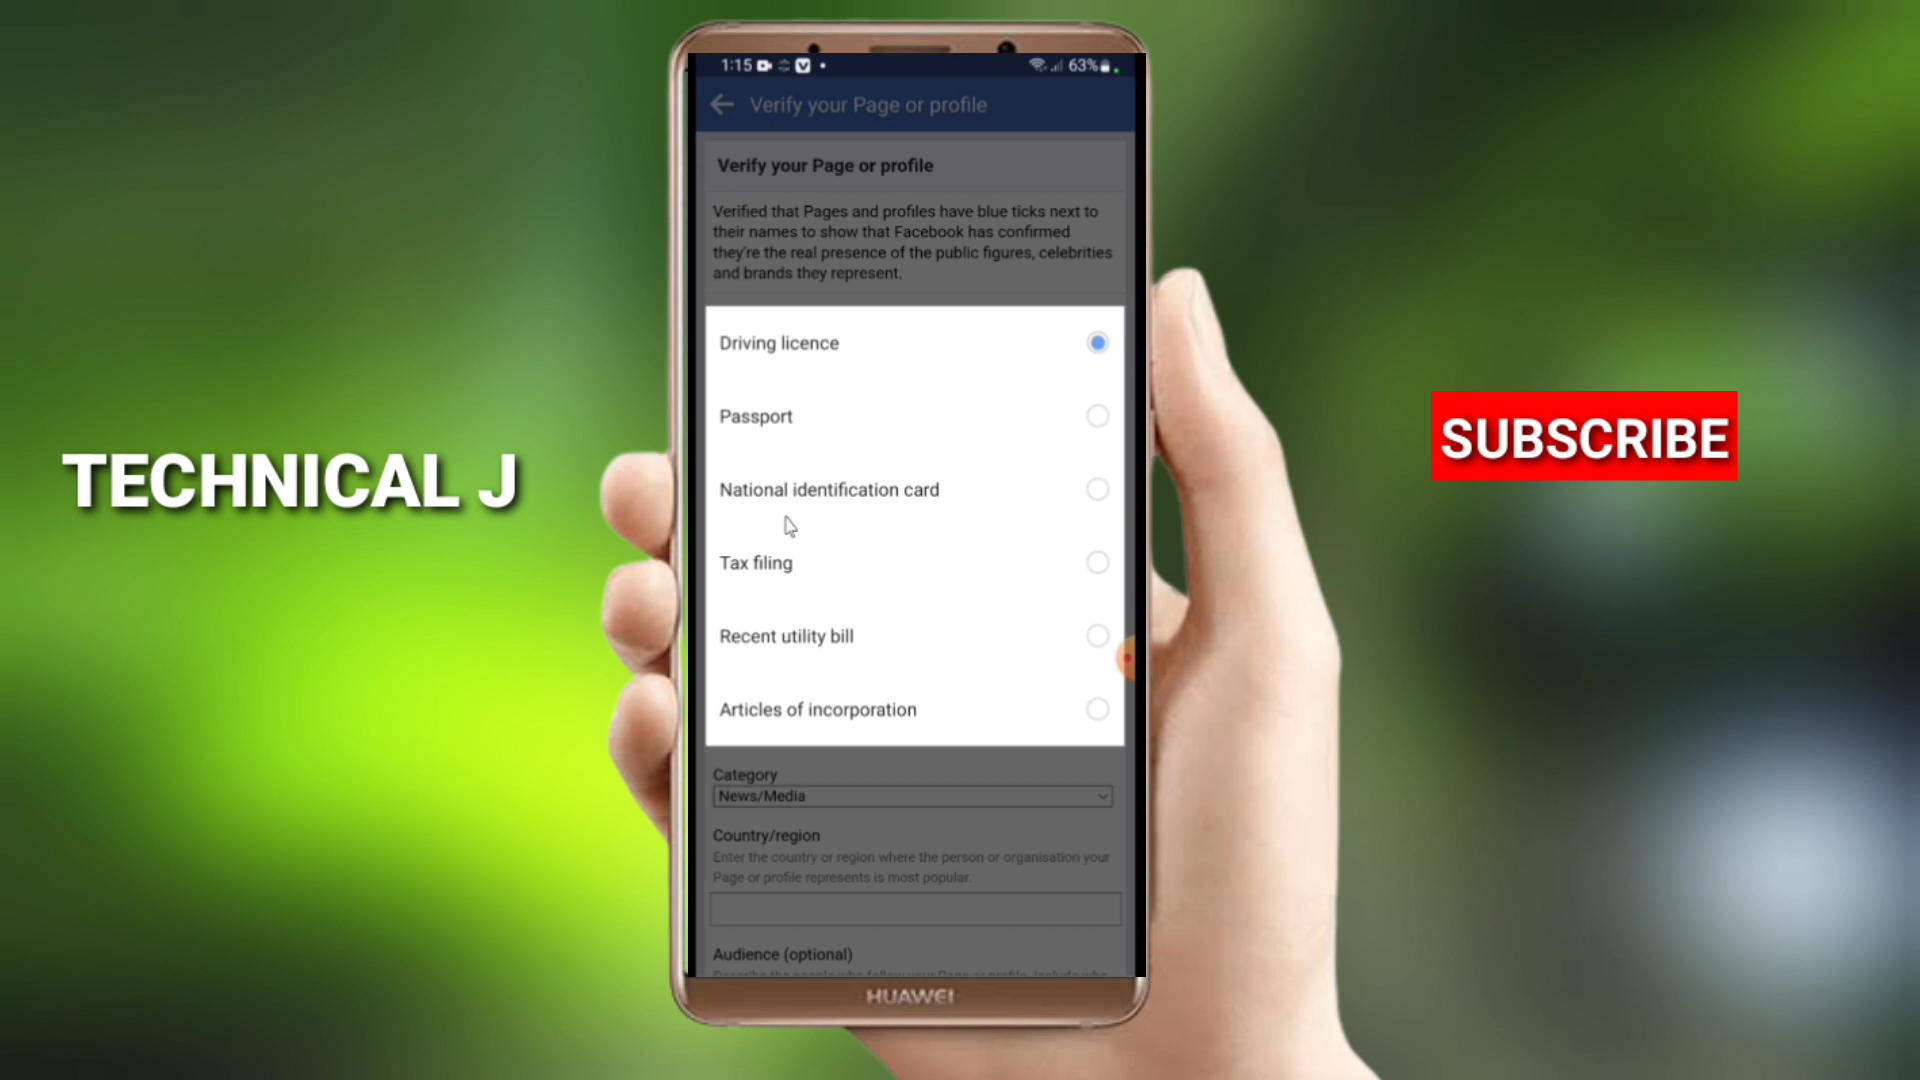 1:15
63%
Verify your Page or profile
Verify your Page or profile
Verified that Pages and profiles have blue ticks next to
their names to show that Facebook has confirmed
they're the real presence of the public figures, celebrities
and brands they represent.
Driving licence
Passport
National identification card
Tax filing
Recent utility bill
Articles of incorporation
Category
News/Media
Country/region
Enter the country or region where the person or organisation your
Page or profile represents is most popular.
Audience (optional)
HUAWEI
TECHNICAL J
SUBSCRIBE